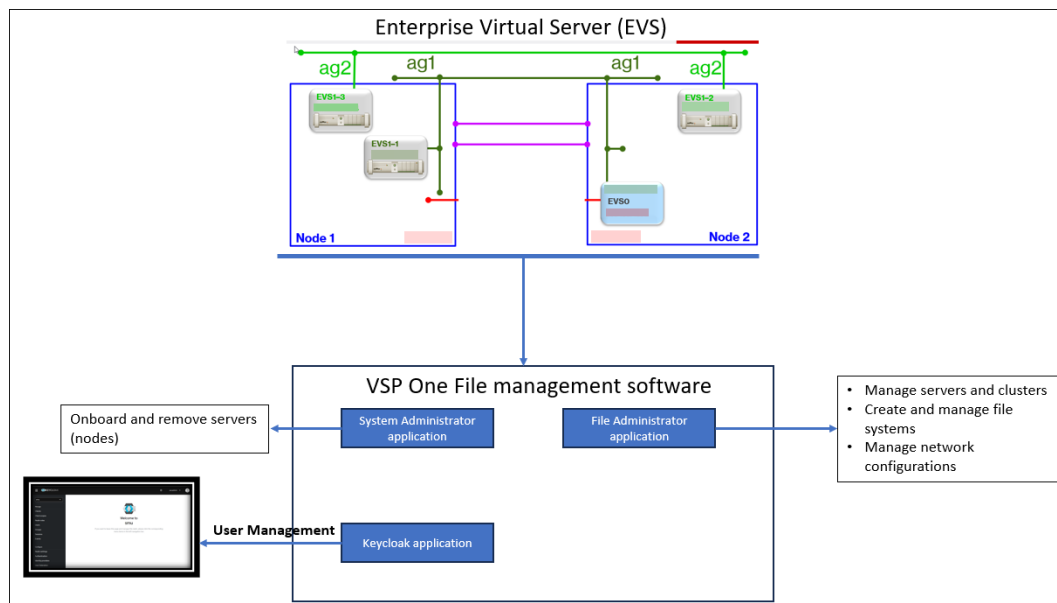 Enterprise Virtual Server (EVS)
ag2
ag1
ag1
ag2
EVS1-3
EVS1-2
EVS1-1
EVS0
Node 1
Node 2
VSP One File management software
Onboard and remove servers
(nodes)
System Administrator
application
File Administrator
application
• Manage servers and clusters
• Create and manage file
systems
• Manage network
configurations
User Management
Keycloak application